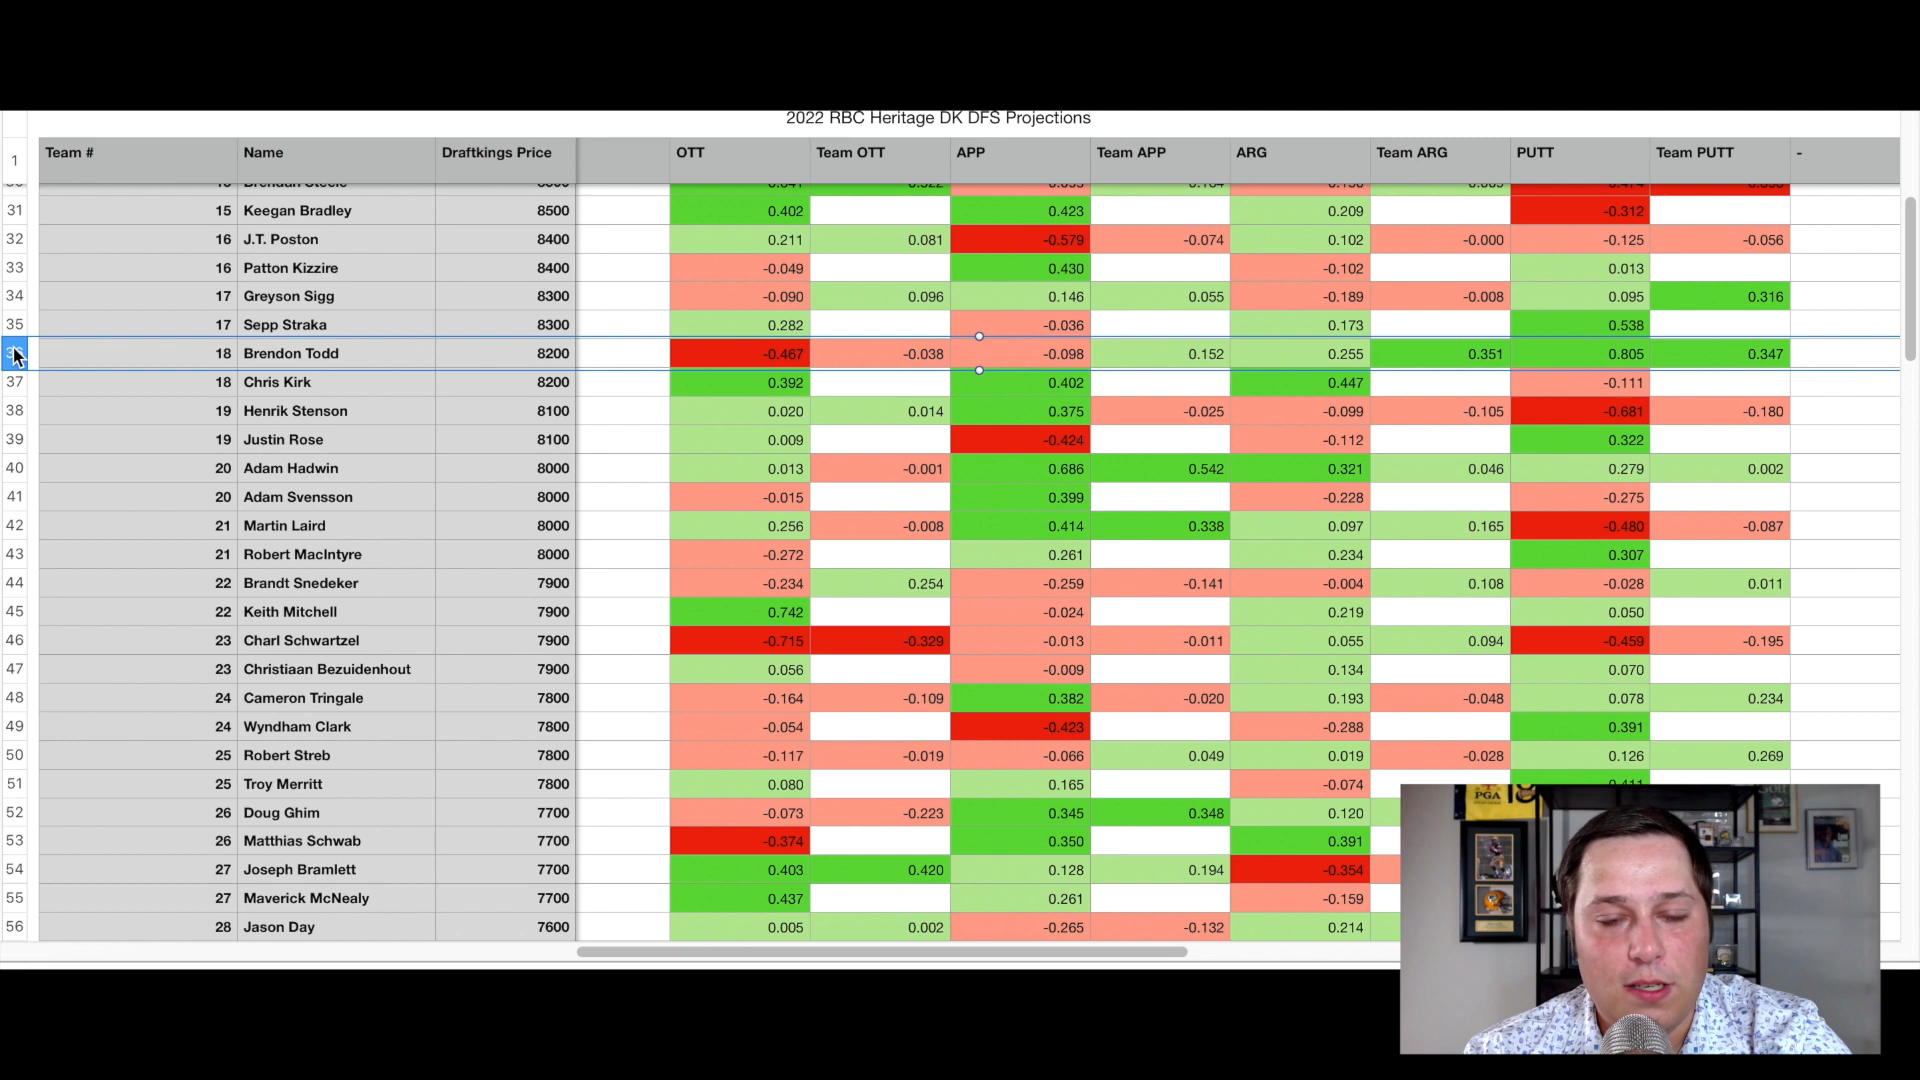 2022 RBC Heritage DK DFS Projections
1 Team # Name Draftkings Price OTT Team OTT APP Team APP ARG Team ARG PUTT Team PUTT -
31 15 Keegan Bradley 8500 0.402 0.423 0.209 -0.312
32 16 J.T. Poston 8400 0.211 0.081 -0.579 -0.074 0.102 -0.000 -0.125 -0.056
33 16 Patton Kizzire 8400 -0.049 0.430 -0.102 0.013
34 17 Greyson Sigg 8300 -0.090 0.096 0.146 0.055 -0.189 -0.008 0.095 0.316
35 17 Sepp Straka 8300 0.282 -0.036 0.173 0.538
18 Brendon Todd 8200 -0.467 -0.038 -0.098 0.152 0.255 0.351 0.805 0.347
37 18 Chris Kirk 8200 0.392 0.402 0.447 -0.111
38 19 Henrik Stenson 8100 0.020 0.014 0.375 -0.025 -0.099 -0.105 -0.681 -0.180
39 19 Justin Rose 8100 0.009 -0.424 -0.112 0.322
40 20 Adam Hadwin 8000 0.013 -0.001 0.686 0.542 0.321 0.046 0.279 0.002
41 20 Adam Svensson 8000 -0.015 0.399 -0.228 -0.275
42 21 Martin Laird 8000 0.256 -0.008 0.414 0.338 0.097 0.165 -0.480 -0.087
43 21 Robert MacIntyre 8000 -0.272 0.261 0.234 0.307
44 22 Brandt Snedeker 7900 -0.234 0.254 -0.259 -0.141 -0.004 0.108 -0.028 0.011
45 22 Keith Mitchell 7900 0.742 -0.024 0.219 0.050
46 23 Charl Schwartzel 7900 -0.715 -0.329 -0.013 -0.011 0.055 0.094 -0.459 -0.195
47 23 Christiaan Bezuidenhout 7900 0.056 -0.009 0.134 0.070
48 24 Cameron Tringale 7800 -0.164 -0.109 0.382 -0.020 0.193 -0.048 0.078 0.234
49 24 Wyndham Clark 7800 -0.054 -0.423 -0.288 0.391
50 25 Robert Streb 7800 -0.117 -0.019 -0.066 0.049 0.019 -0.028 0.126 0.269
51 25 Troy Merritt 7800 0.080 0.165 -0.074
52 26 Doug Ghim 7700 -0.073 -0.223 0.345 0.348 0.120
53 26 Matthias Schwab 7700 -0.374 0.350 0.391
54 27 Joseph Bramlett 7700 0.403 0.420 0.128 0.194 -0.354
55 27 Maverick McNealy 7700 0.437 0.261 -0.159
56 28 Jason Day 7600 0.005 0.002 -0.265 -0.132 0.214
PGA